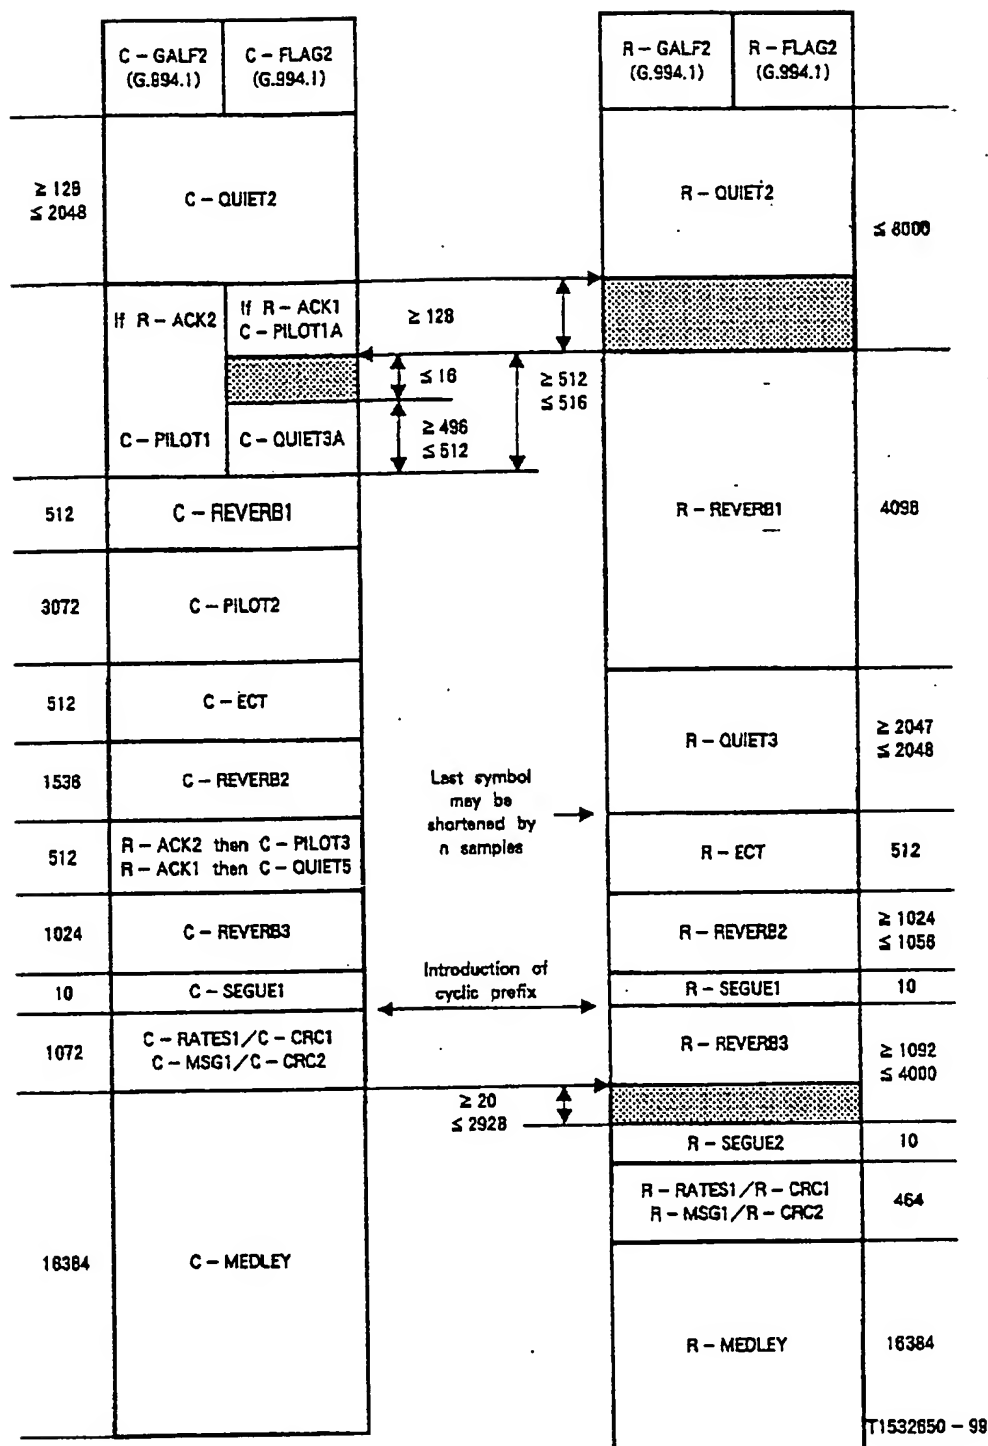 C – GALF2
(G.994.1)
C – FLAG2
(G.994.1)
R – GALF2
(G.994.1)
R – FLAG2
(G.994.1)
≥ 128
≤ 2048
C – QUIET2
R – QUIET2
≤ 8000
If R – ACK2
If R – ACK1
C – PILOT1A
≥ 128
≤ 16
≥ 512
≤ 516
C – PILOT1
C – QUIET3A
≥ 496
≤ 512
512
C – REVERB1
R – REVERB1
4096
3072
C – PILOT2
512
C – ECT
R – QUIET3
≥ 2047
≤ 2048
1536
C – REVERB2
Last symbol
may be
shortened by
n samples
512
R – ACK2 then C – PILOT3
R – ACK1 then C – QUIET5
R – ECT
512
1024
C – REVERB3
R – REVERB2
≥ 1024
≤ 1056
Introduction of
cyclic prefix
10
C – SEGUE1
R – SEGUE1
10
1072
C – RATES1/C – CRC1
C – MSG1/C – CRC2
R – REVERB3
≥ 1092
≤ 4000
≥ 20
≤ 2928
R – SEGUE2
10
R – RATES1/R – CRC1
R – MSG1/R – CRC2
464
16384
C – MEDLEY
R – MEDLEY
16384
T1532650 – 98